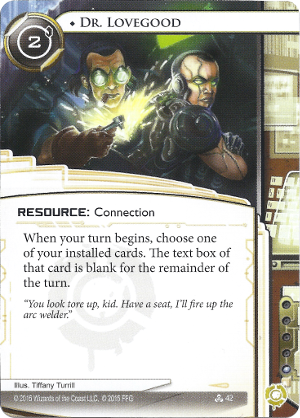 2
◆ Dr. Lovegood
RESOURCE: Connection
When your turn begins, choose one
of your installed cards. The text box of
that card is blank for the remainder of
the turn.
“You look tore up, kid. Have a seat, I’ll fire up the
arc welder.”
Illus. Tiffany Turrill
© 2015 Wizards of the Coast LLC. © 2015 FFG 42